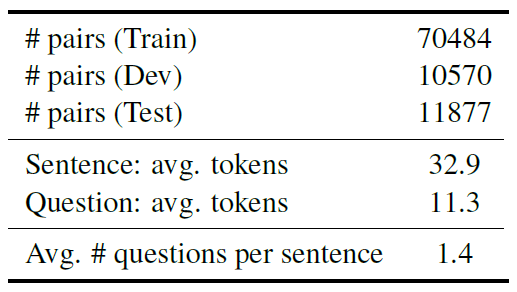 # pairs (Train) 70484
# pairs (Dev) 10570
# pairs (Test) 11877
Sentence: avg. tokens 32.9
Question: avg. tokens 11.3
Avg. # questions per sentence 1.4